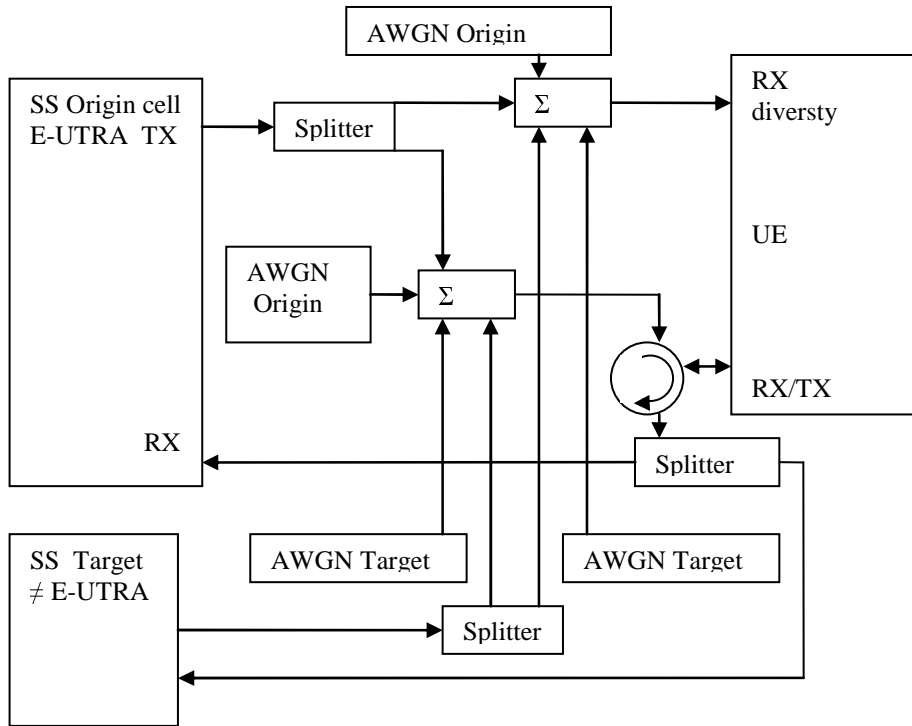 AWGN Origin
SS Origin cell
E-UTRA TX
RX
diversty
Splitter
Σ
UE
AWGN
Origin
Σ
RX/TX
RX
Splitter
AWGN Target
AWGN Target
SS Target
≠ E-UTRA
Splitter